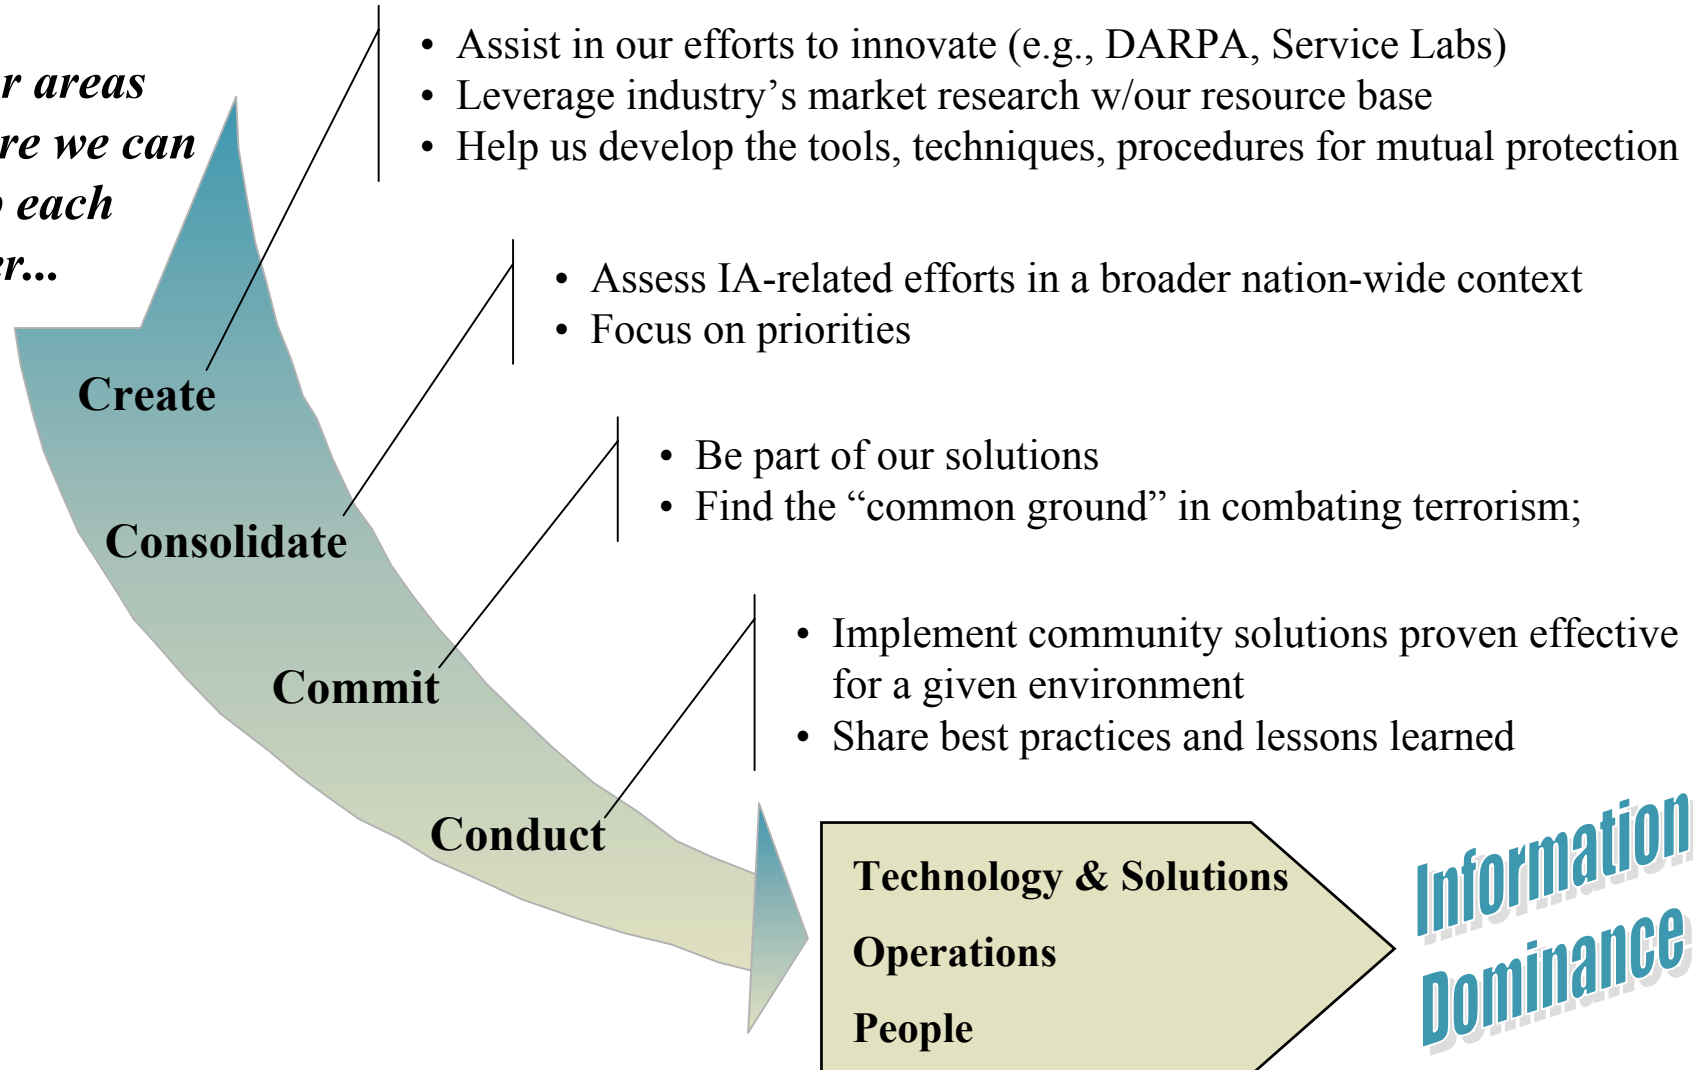 r areas
re we can
each
er...
• Assist in our efforts to innovate (e.g., DARPA, Service Labs)
• Leverage industry’s market research w/our resource base
• Help us develop the tools, techniques, procedures for mutual protection
Create
• Assess IA-related efforts in a broader nation-wide context
• Focus on priorities
Consolidate
• Be part of our solutions
• Find the “common ground” in combating terrorism;
Commit
• Implement community solutions proven effective
for a given environment
• Share best practices and lessons learned
Conduct
Technology & Solutions
Operations
People
Information
Dominance